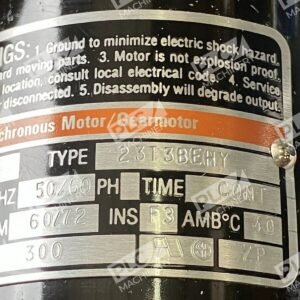 NGS: 1. Ground to minimize electric shock hazard.
ard moving parts. 3. Motor is not explosion proof.
location, consult local electrical code. 4. Service
r disconnected. 5. Disassembly will degrade output.
chronous Motor/Gearmotor
TYPE 23T3BEHY
HZ 50/60 PH TIME CONT
M 60/72 INS AMB°C 40
300 2P